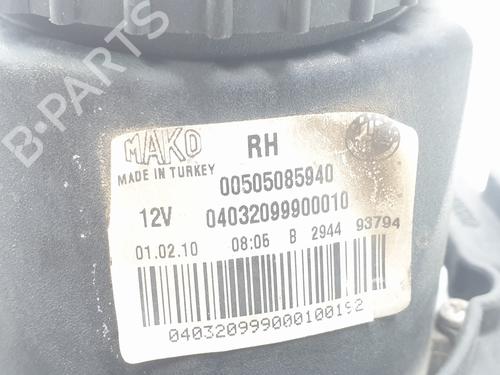 B-PARTS
MAKO RH
MADE IN TURKEY
00505085940
12V 04032099900010
01.02.10 08:06 B 2944 93794
040320999000100192